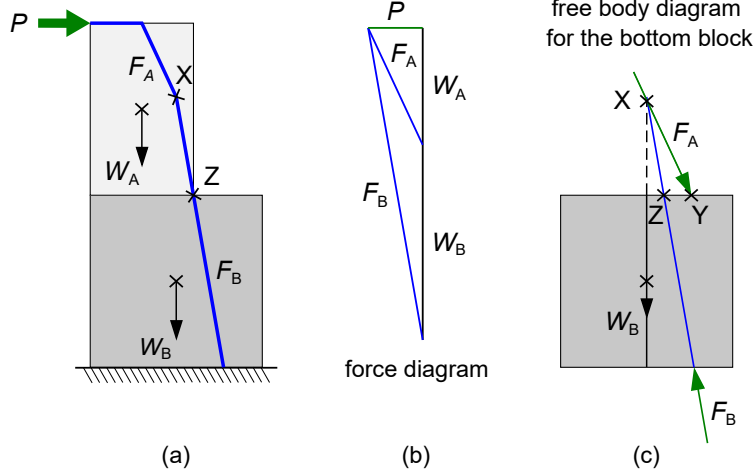 P
F_A
X
W_A
Z
F_B
W_B
(a)
P
F_A
W_A
F_B
W_B
force diagram
(b)
free body diagram
for the bottom block
X
F_A
Z
Y
W_B
F_B
(c)